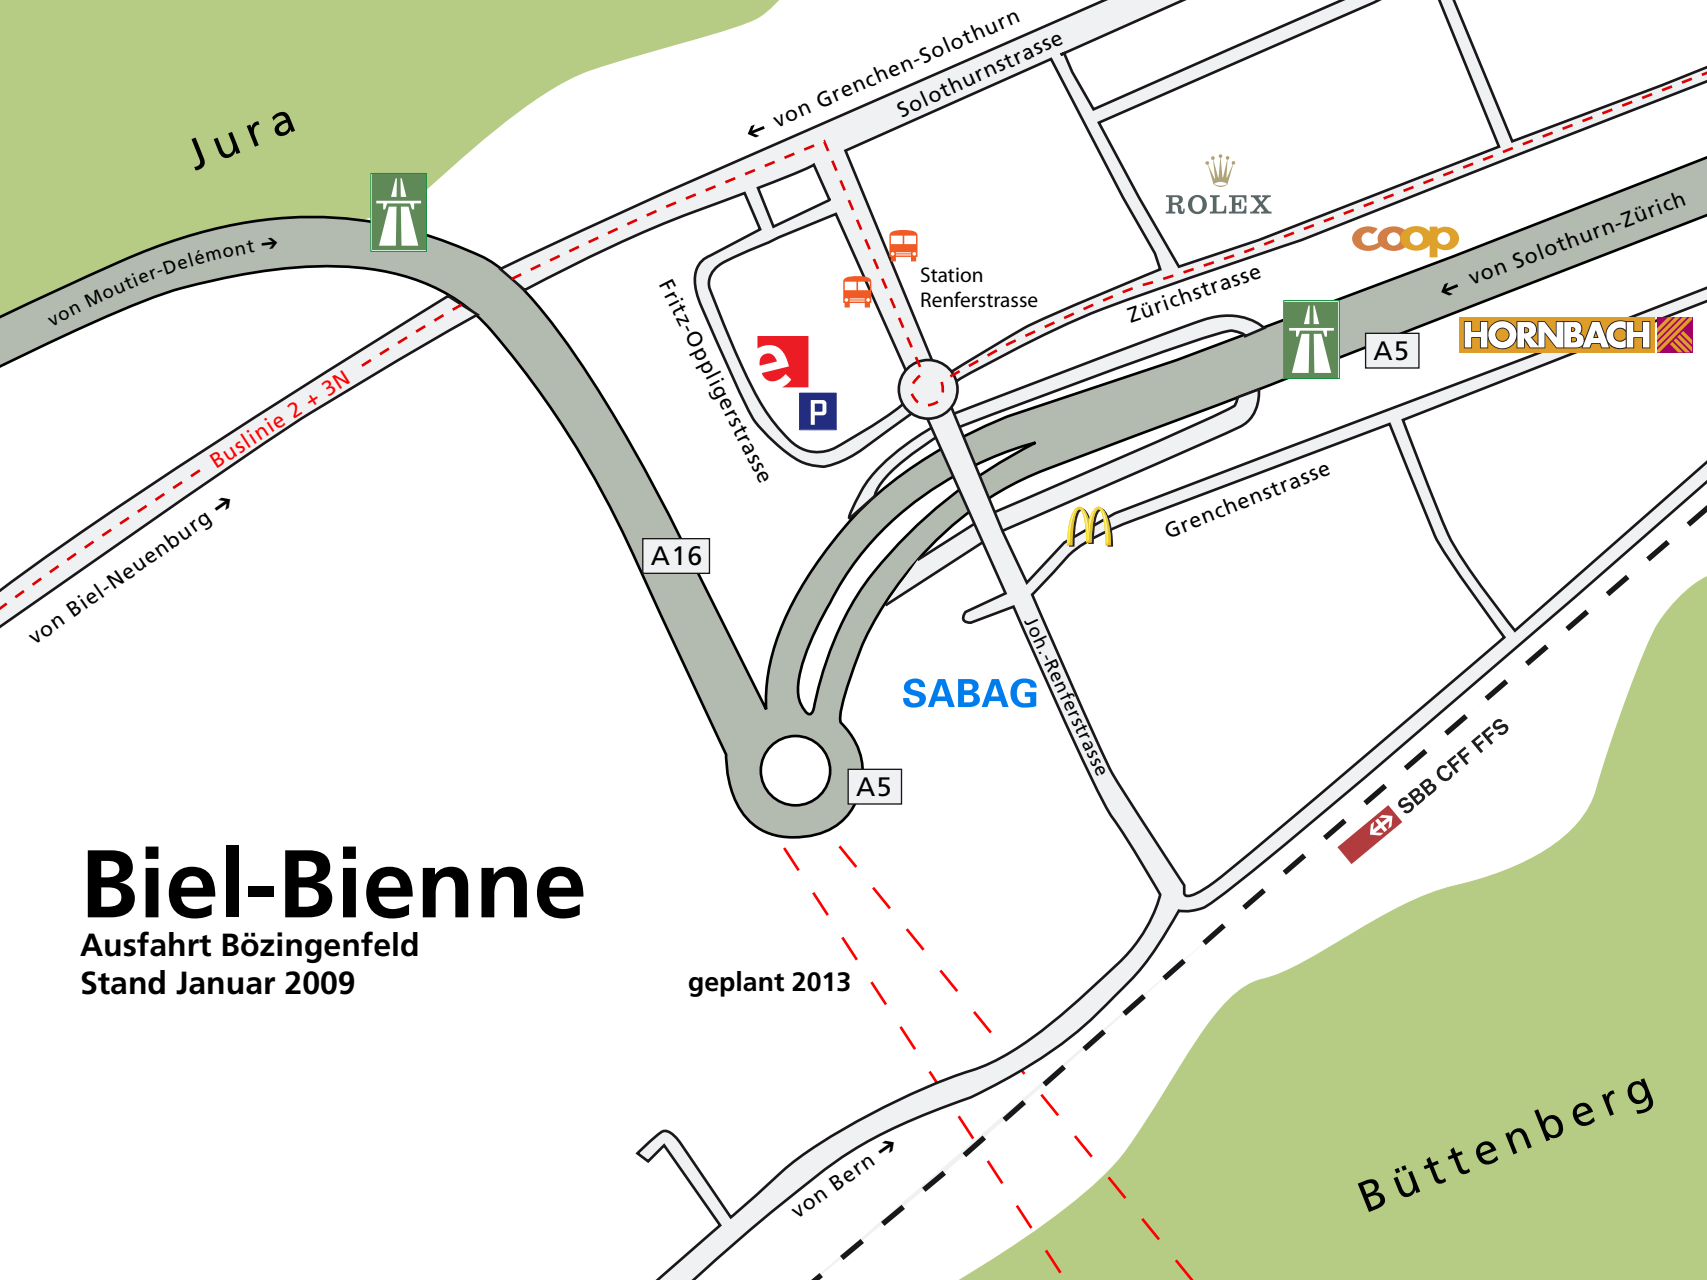 ← von Grenchen-Solothurn
Solothurnstrasse
Jura
ROLEX
von Moutier-Delémont →
coop
← von Solothurn-Zürich
Station
Renferstrasse
Zürichstrasse
Fritz-Oppligerstrasse
HORNBACH
A5
e
P
Buslinie 2 + 3N
von Biel-Neuenburg →
Grenchenstrasse
A16
Joh.-Renferstrasse
SABAG
A5
SBB CFF FFS
Biel-Bienne
Ausfahrt Bözingenfeld
Stand Januar 2009
geplant 2013
von Bern →
Büttenberg